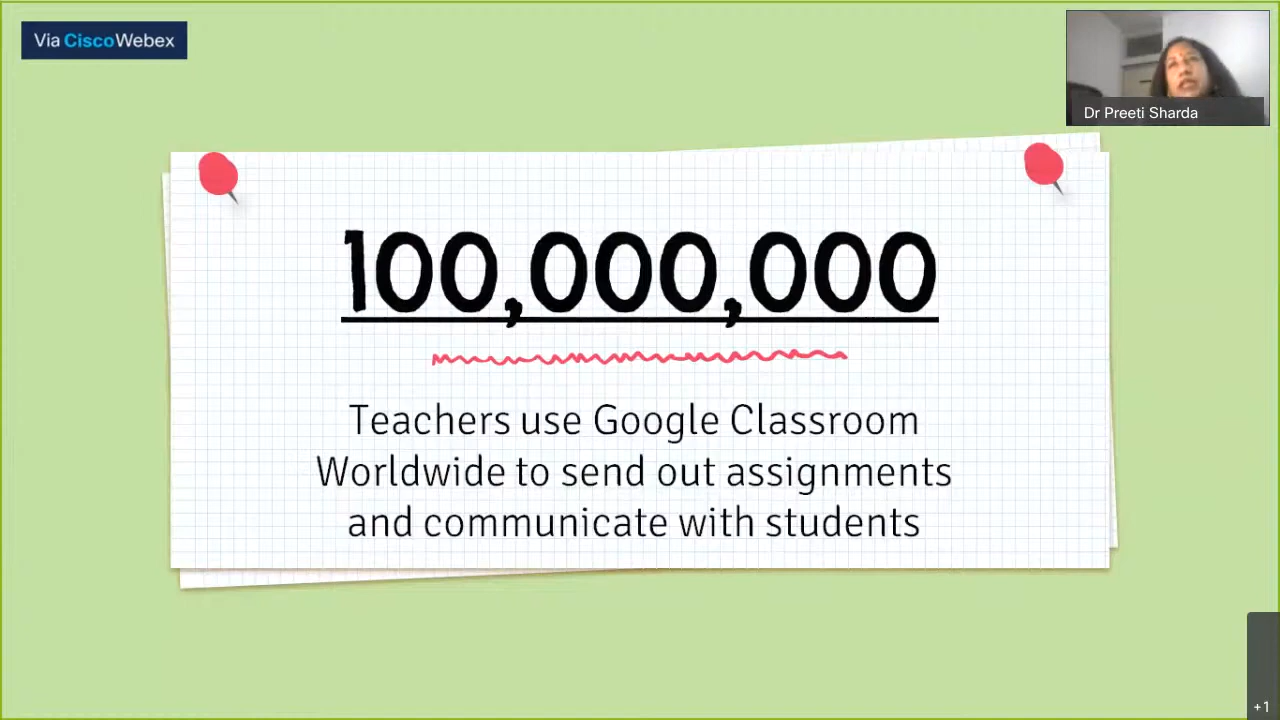 Via CiscoWebex
Dr Preeti Sharda
100,000,000
Teachers use Google Classroom
Worldwide to send out assignments
and communicate with students
+1